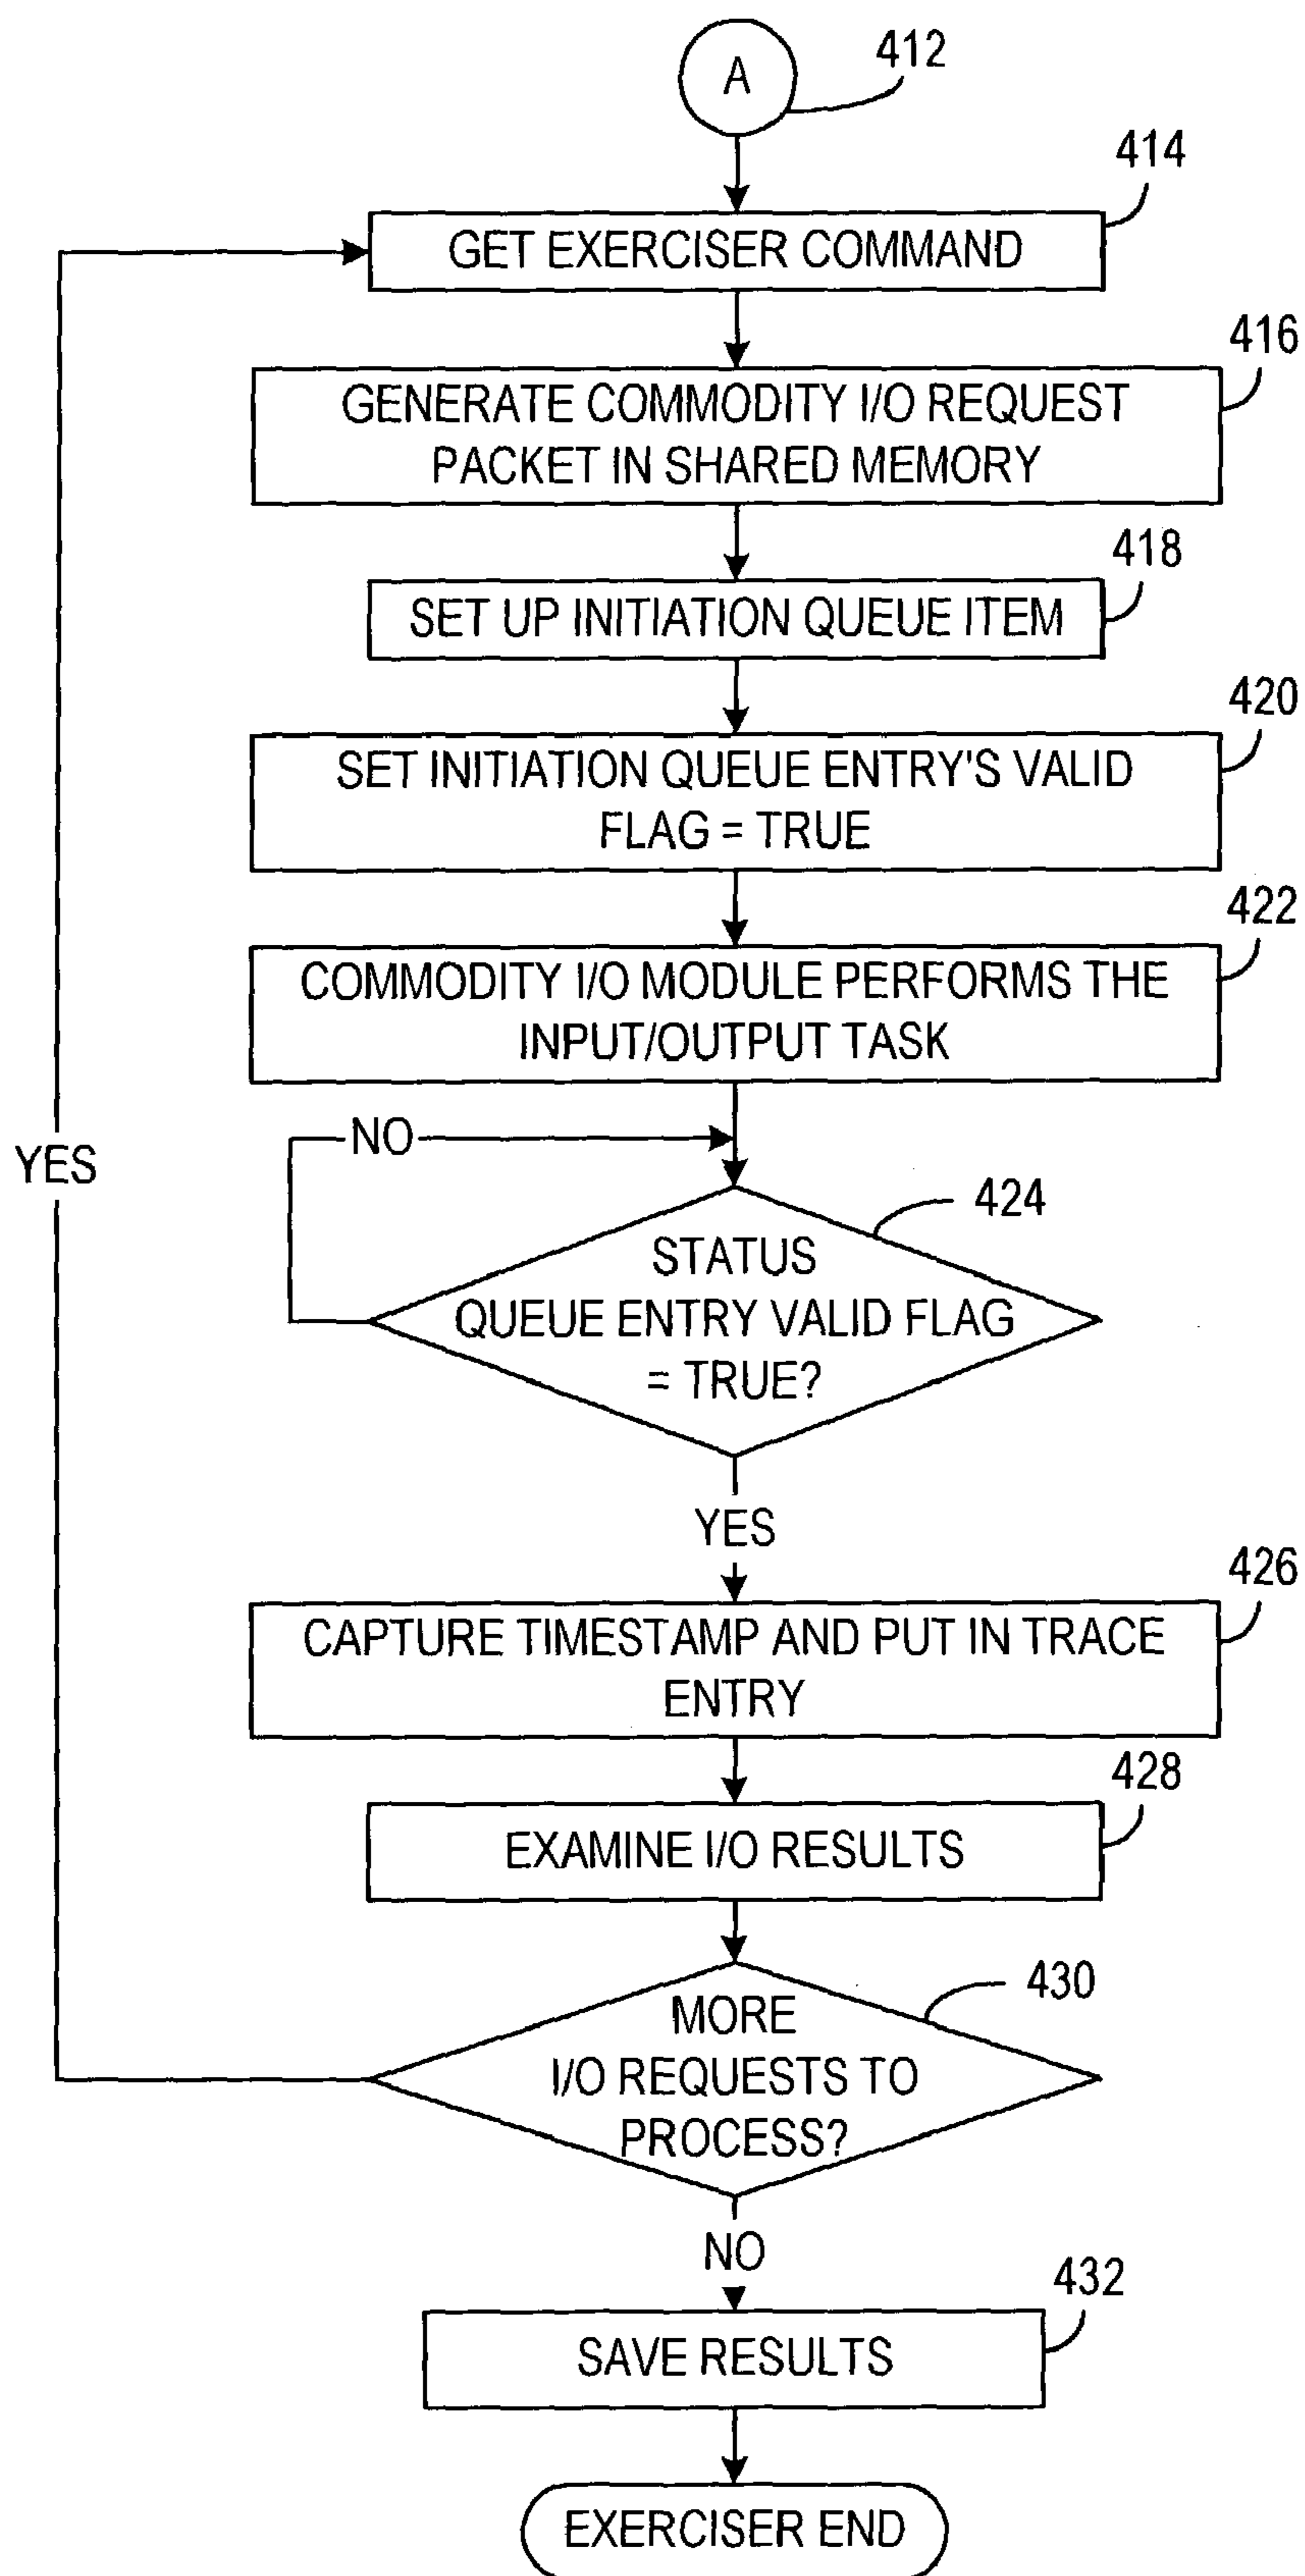 A
412
414
GET EXERCISER COMMAND
416
GENERATE COMMODITY I/O REQUEST
PACKET IN SHARED MEMORY
418
SET UP INITIATION QUEUE ITEM
420
SET INITIATION QUEUE ENTRY'S VALID
FLAG = TRUE
422
COMMODITY I/O MODULE PERFORMS THE
INPUT/OUTPUT TASK
NO
YES
424
STATUS
QUEUE ENTRY VALID FLAG
= TRUE?
YES
426
CAPTURE TIMESTAMP AND PUT IN TRACE
ENTRY
428
EXAMINE I/O RESULTS
430
MORE
I/O REQUESTS TO
PROCESS?
NO
432
SAVE RESULTS
EXERCISER END